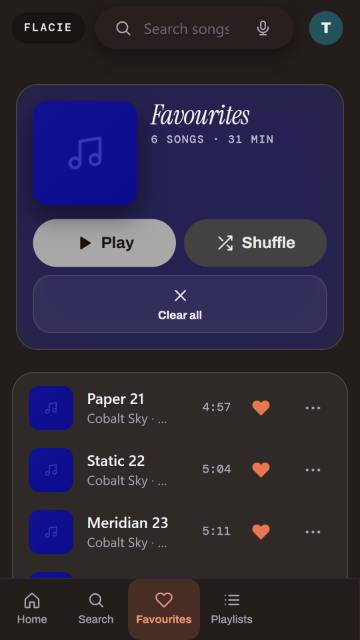 FLACIE
Search songs
T
Favourites
6 SONGS · 31 MIN
Play
Shuffle
Clear all
Paper 21
Cobalt Sky · ...
4:57
Static 22
Cobalt Sky · ...
5:04
Meridian 23
Cobalt Sky · ...
5:11
Home
Search
Favourites
Playlists